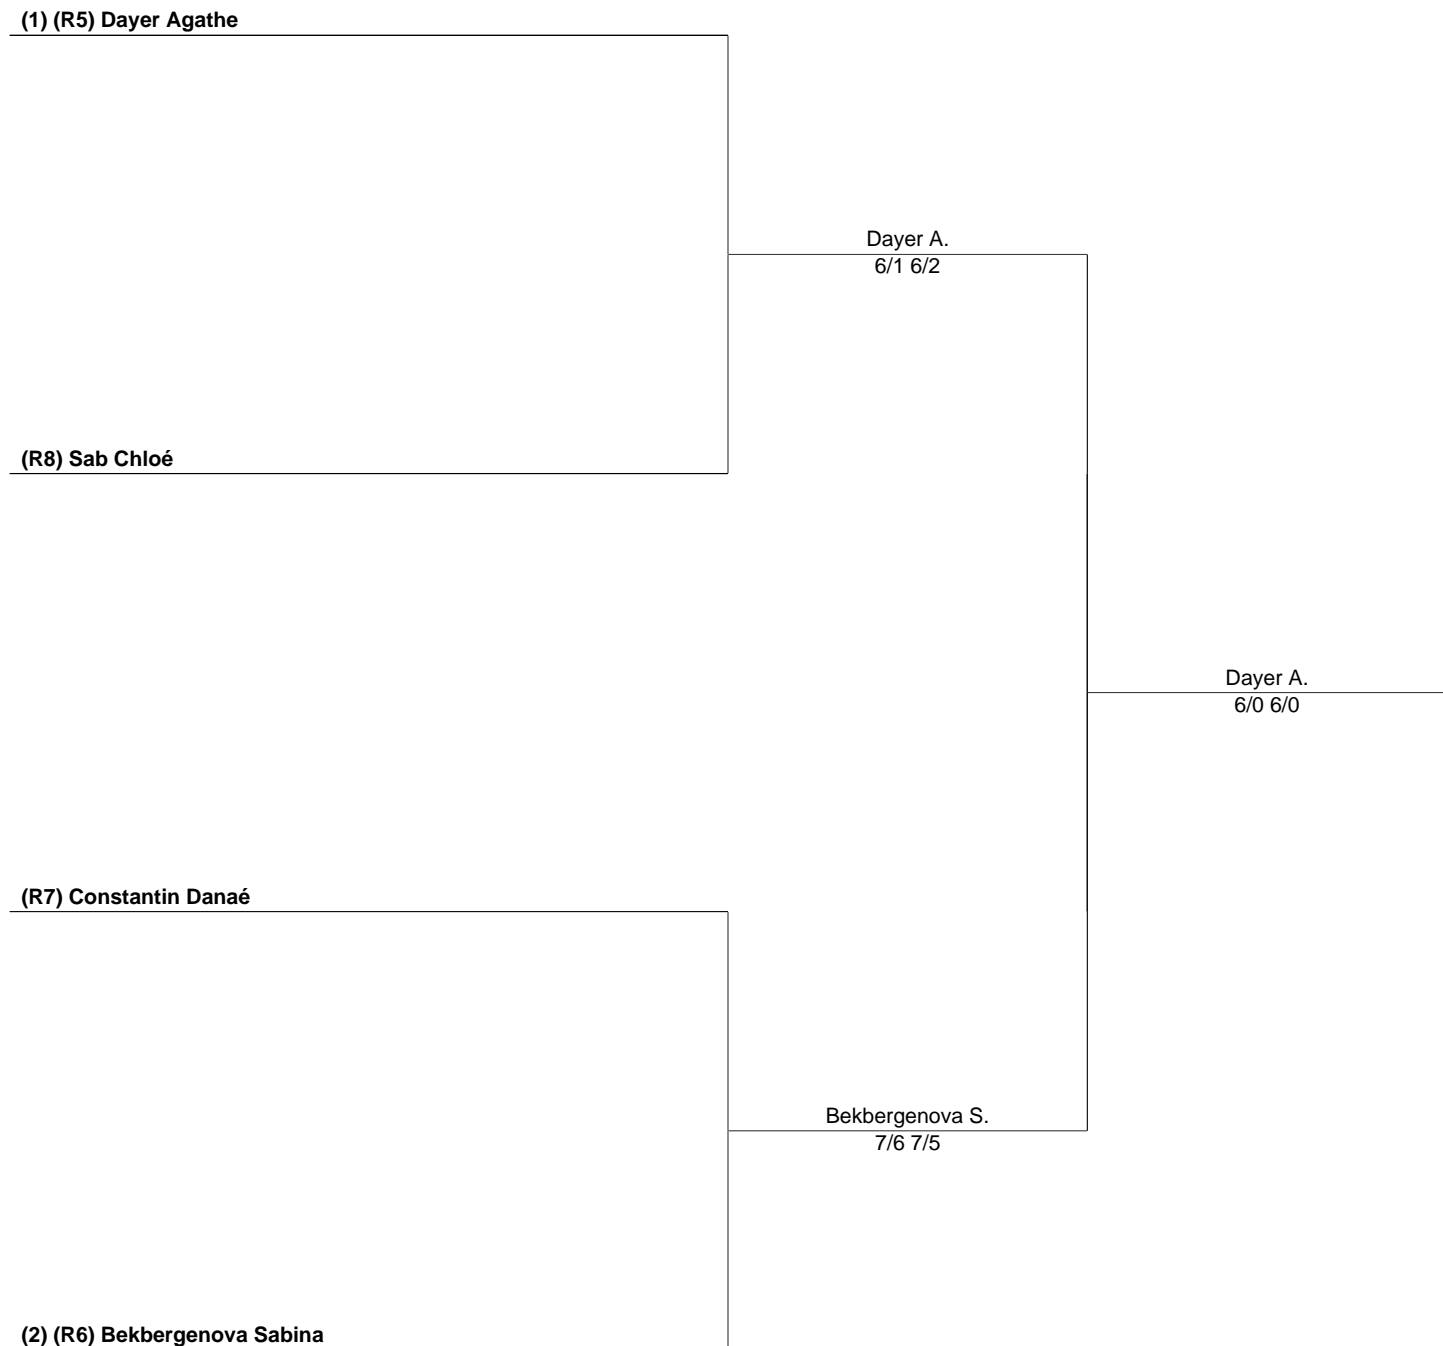 (1) (R5) Dayer Agathe
Dayer A.
6/1 6/2
(R8) Sab Chloé
Dayer A.
6/0 6/0
(R7) Constantin Danaé
Bekbergenova S.
7/6 7/5
(2) (R6) Bekbergenova Sabina